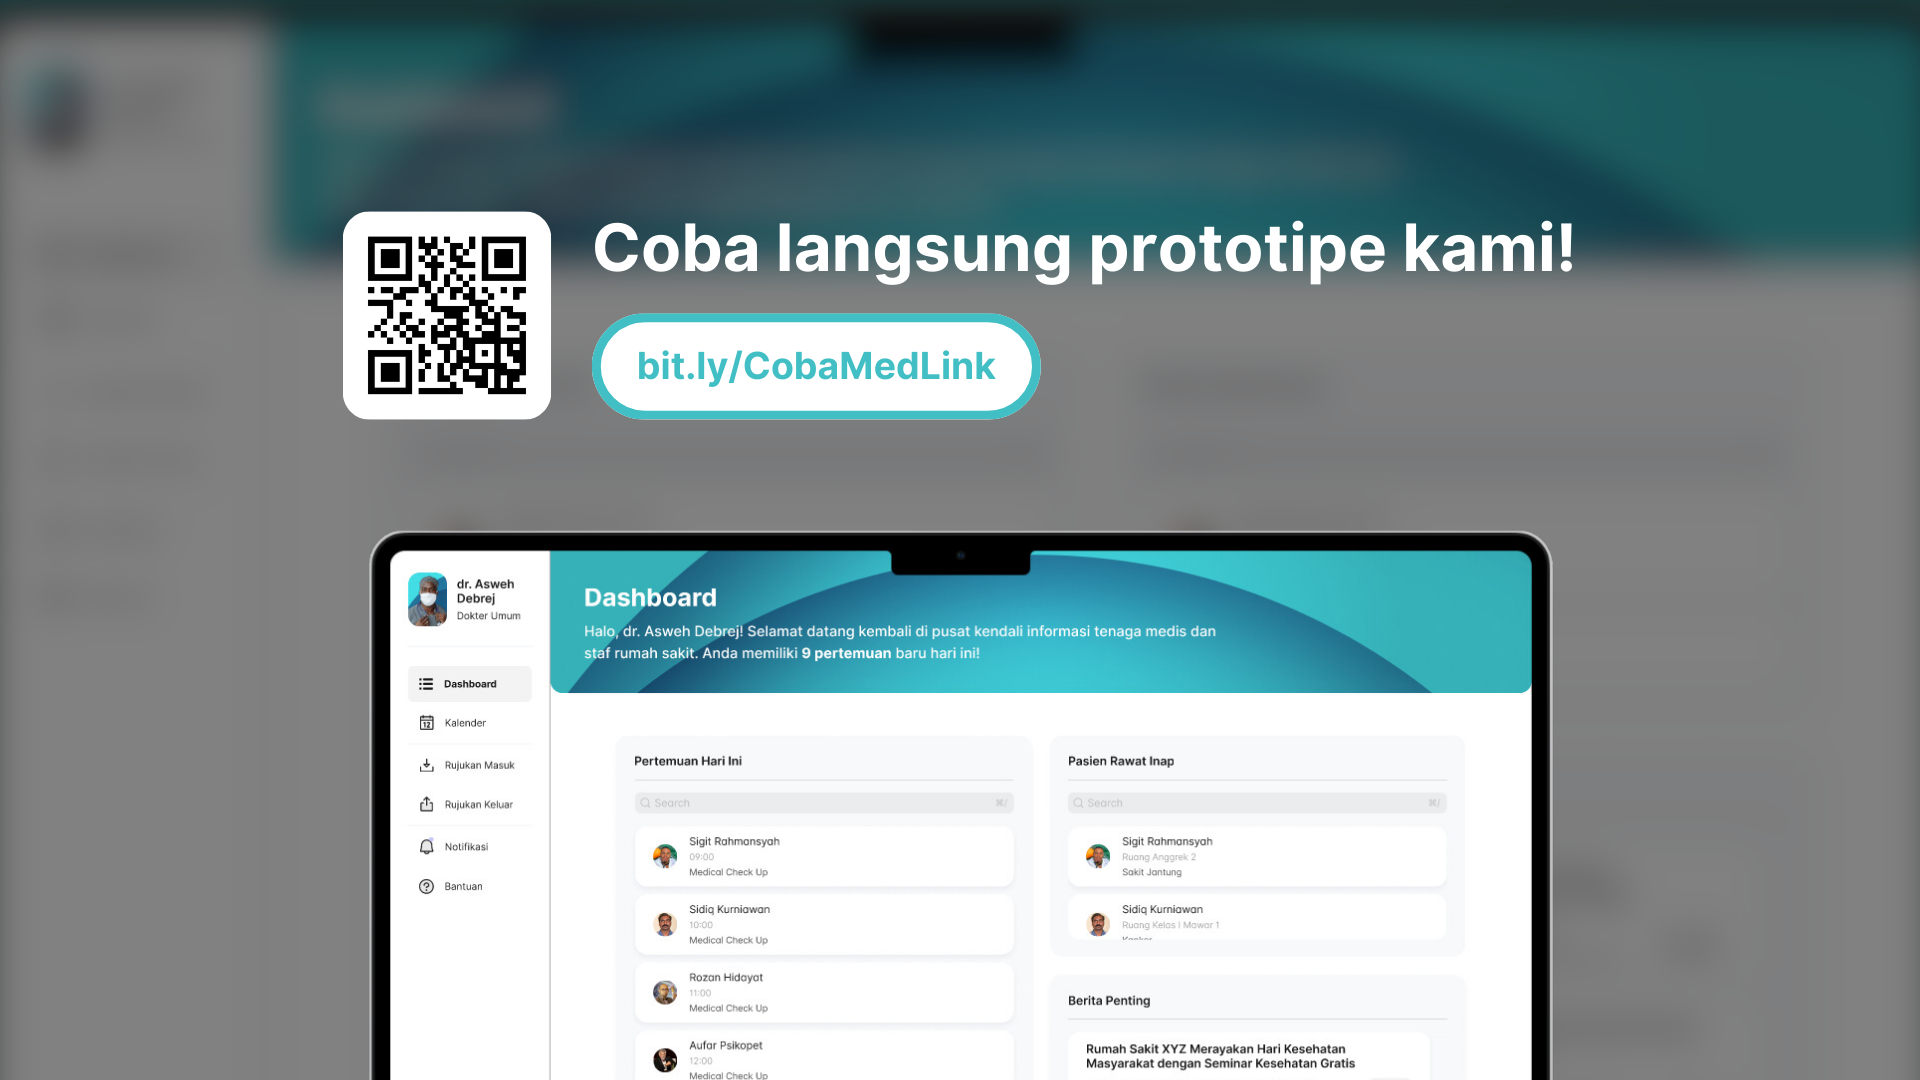 Coba langsung prototipe kami!
bit.ly/CobaMedLink
dr. Asweh
Debrej
Dokter Umum
Dashboard
Kalender
12
Rujukan Masuk
Rujukan Keluar
Notifikasi
Bantuan
Dashboard
Halo, dr. Asweh Debrej! Selamat datang kembali di pusat kendali informasi tenaga medis dan
staf rumah sakit. Anda memiliki 9 pertemuan baru hari ini!
Pertemuan Hari Ini
Search ⌘/
Sigit Rahmansyah
09:00
Medical Check Up
Sidiq Kurniawan
10:00
Medical Check Up
Rozan Hidayat
11:00
Medical Check Up
Aufar Psikopet
12:00
Medical Check Up
Pasien Rawat Inap
Search ⌘/
Sigit Rahmansyah
Ruang Anggrek 2
Sakit Jantung
Sidiq Kurniawan
Ruang Kelas I Mawar 1
Berita Penting
Rumah Sakit XYZ Merayakan Hari Kesehatan
Masyarakat dengan Seminar Kesehatan Gratis